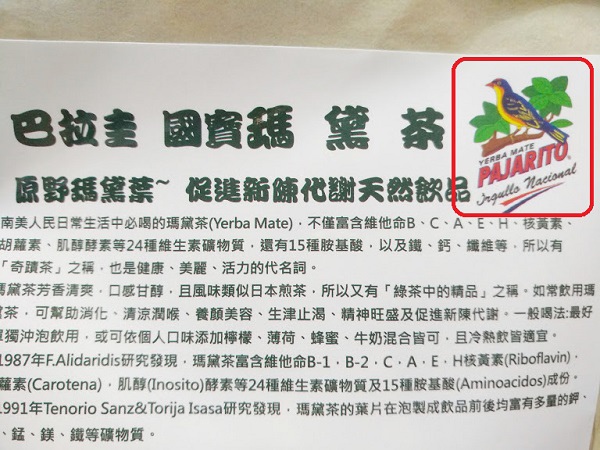 巴拉圭 國寶瑪 黛 茶
YERBA MATE
PAJARITO®
Orgullo Nacional
原野瑪黛葉~ 促進新陳代謝天然飲品
南美人民日常生活中必喝的瑪黛茶(Yerba Mate)，不僅富含維他命B、C、A、E、H、核黃素、
胡蘿素、肌醇酵素等24種維生素礦物質，還有15種胺基酸，以及鐵、鈣、纖維等，所以有
「奇蹟茶」之稱，也是健康、美麗、活力的代名詞。
瑪黛茶芳香清爽，口感甘醇，且風味類似日本煎茶，所以又有「綠茶中的精品」之稱。如常飲用瑪
黛茶，可幫助消化、清涼潤喉、養顏美容、生津止渴、精神旺盛及促進新陳代謝。一般喝法:最好
單獨沖泡飲用，或可依個人口味添加檸檬、薄荷、蜂蜜、牛奶混合皆可，且冷熱飲皆適宜。
1987年F.Alidaridis研究發現，瑪黛茶富含維他命B-1，B-2，C，A，E，H核黃素(Riboflavin)，
蘿素(Carotena)，肌醇(Inosito)酵素等24種維生素礦物質及15種胺基酸(Aminoacidos)成份。
1991年Tenorio Sanz&Torija Isasa研究發現，瑪黛茶的葉片在泡製成飲品前後均富有多量的鉀、
、錳、鎂、鐵等礦物質。